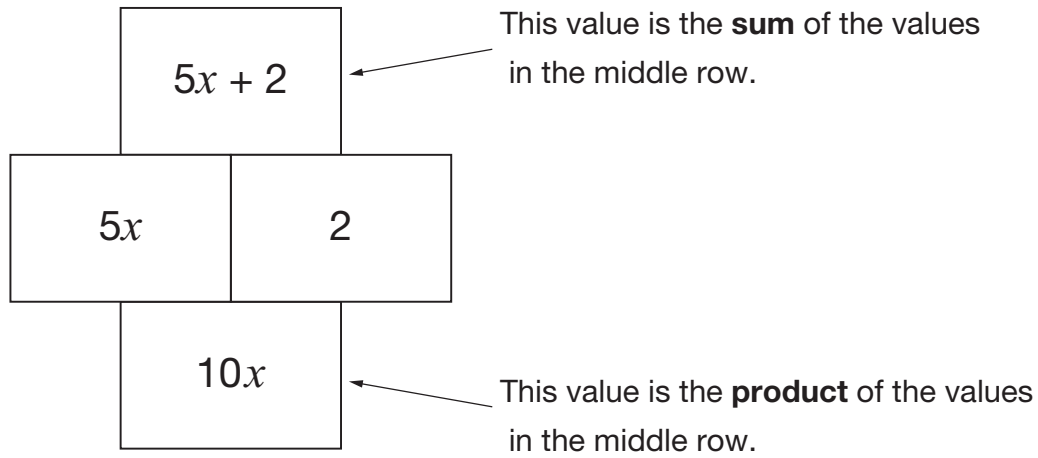 This value is the sum of the values
in the middle row.
5x + 2
5x
2
10x
This value is the product of the values
in the middle row.